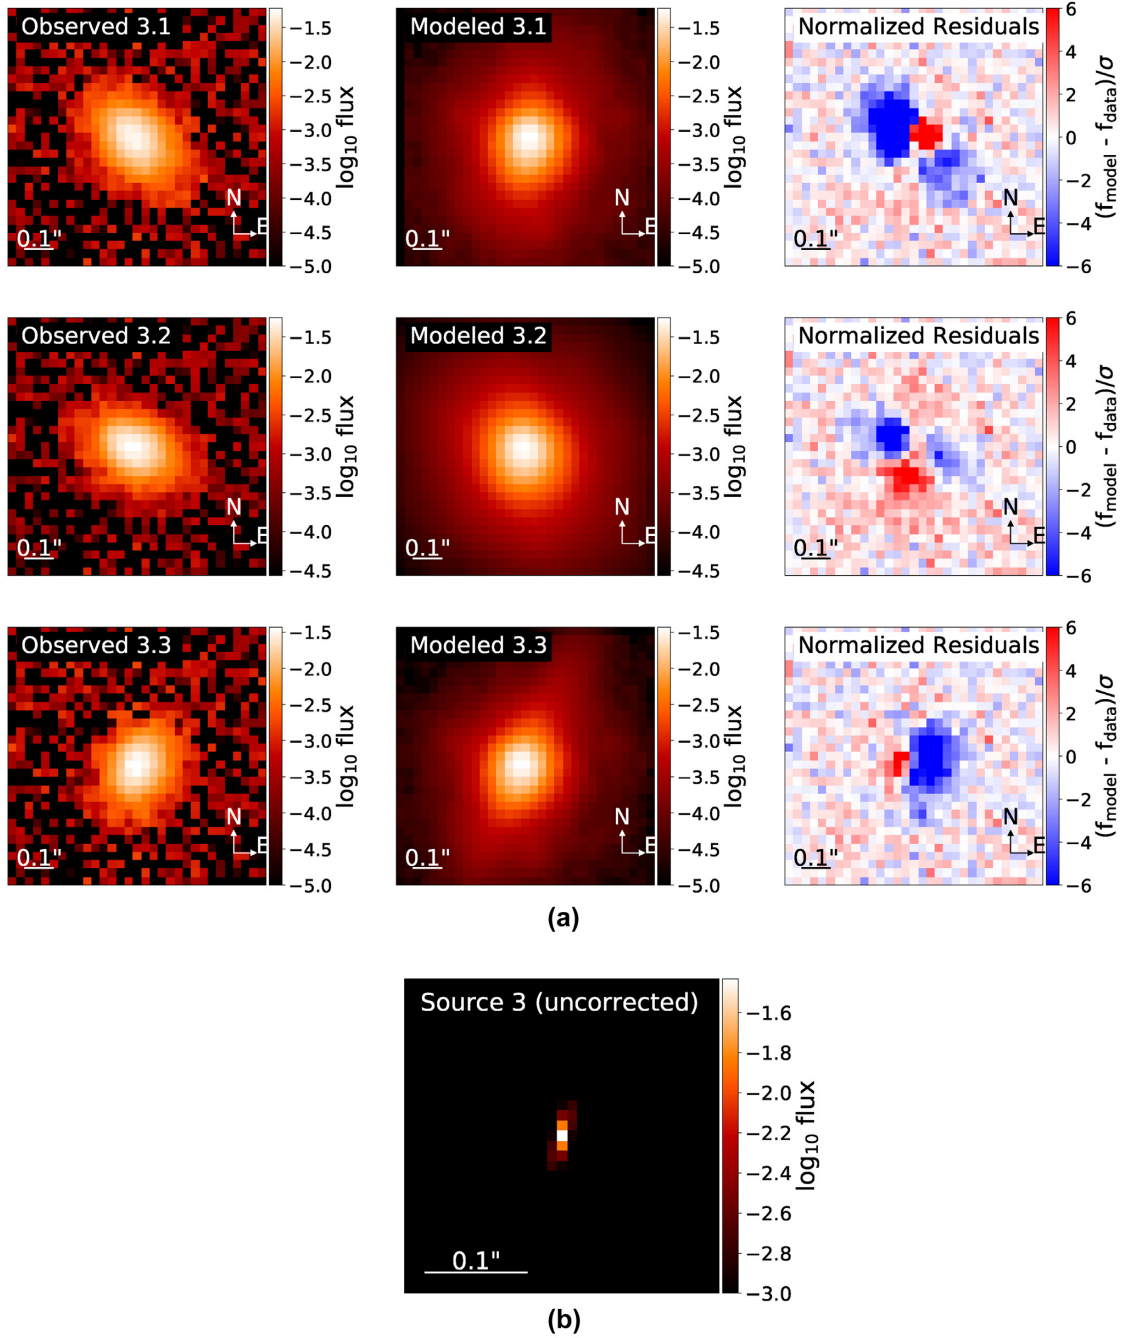 Observed 3.1
−1.5
−2.0
−2.5
−3.0
−3.5
−4.0
−4.5
−5.0
log10 flux
N
E
0.1"
Modeled 3.1
−1.5
−2.0
−2.5
−3.0
−3.5
−4.0
−4.5
−5.0
log10 flux
N
E
0.1"
Normalized Residuals
6
4
2
0
−2
−4
−6
(fmodel - fdata)/σ
N
E
0.1"
Observed 3.2
−1.5
−2.0
−2.5
−3.0
−3.5
−4.0
−4.5
log10 flux
N
E
0.1"
Modeled 3.2
−1.5
−2.0
−2.5
−3.0
−3.5
−4.0
−4.5
log10 flux
N
E
0.1"
Normalized Residuals
6
4
2
0
−2
−4
−6
(fmodel - fdata)/σ
N
E
0.1"
Observed 3.3
−1.5
−2.0
−2.5
−3.0
−3.5
−4.0
−4.5
−5.0
log10 flux
N
E
0.1"
Modeled 3.3
−1.5
−2.0
−2.5
−3.0
−3.5
−4.0
−4.5
−5.0
log10 flux
N
E
0.1"
Normalized Residuals
6
4
2
0
−2
−4
−6
(fmodel - fdata)/σ
N
E
0.1"
(a)
Source 3 (uncorrected)
−1.6
−1.8
−2.0
−2.2
−2.4
−2.6
−2.8
−3.0
log10 flux
0.1"
(b)